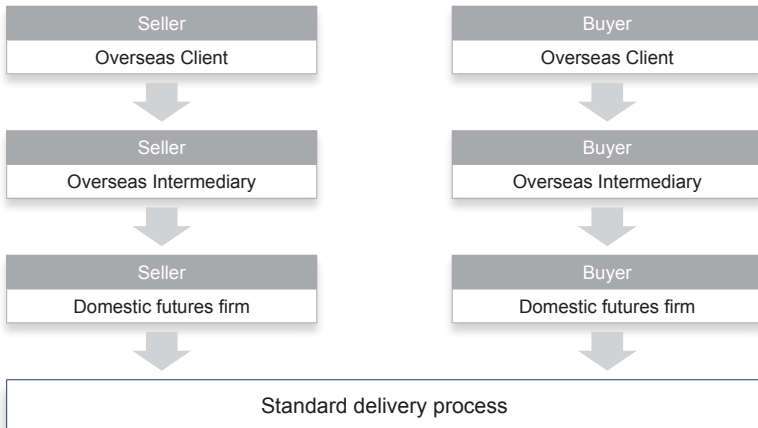 Seller
Overseas Client
Seller
Overseas Intermediary
Seller
Domestic futures firm
Buyer
Overseas Client
Buyer
Overseas Intermediary
Buyer
Domestic futures firm
Standard delivery process